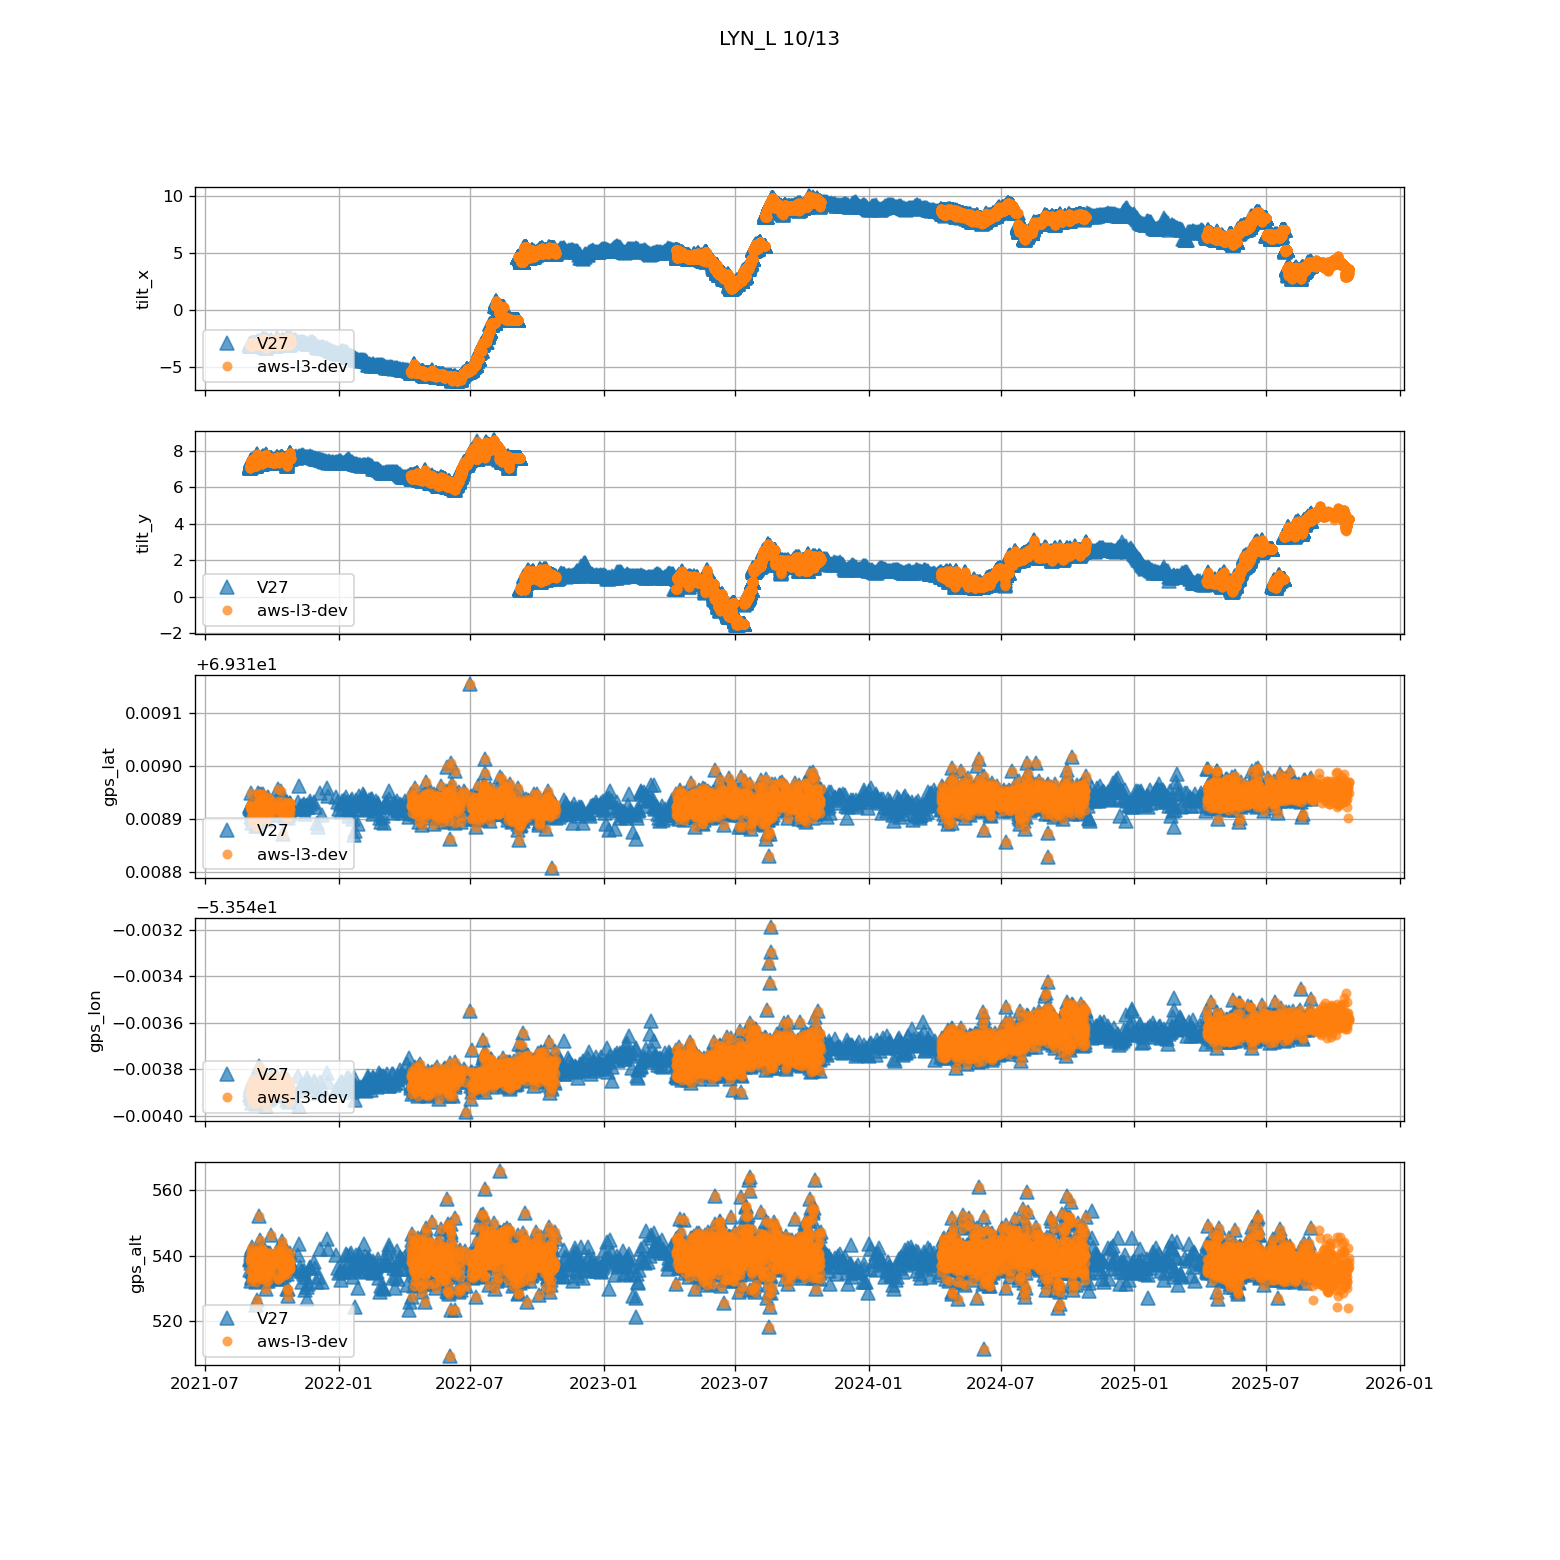 LYN_L 10/13
10
5
0
−5
tilt_x
V27
aws-l3-dev
8
6
4
2
0
−2
tilt_y
V27
aws-l3-dev
+6.931e1
0.0091
0.0090
0.0089
0.0088
gps_lat
V27
aws-l3-dev
−5.354e1
−0.0032
−0.0034
−0.0036
−0.0038
−0.0040
gps_lon
V27
aws-l3-dev
560
540
520
gps_alt
V27
aws-l3-dev
2021-07 2022-01 2022-07 2023-01 2023-07 2024-01 2024-07 2025-01 2025-07 2026-01